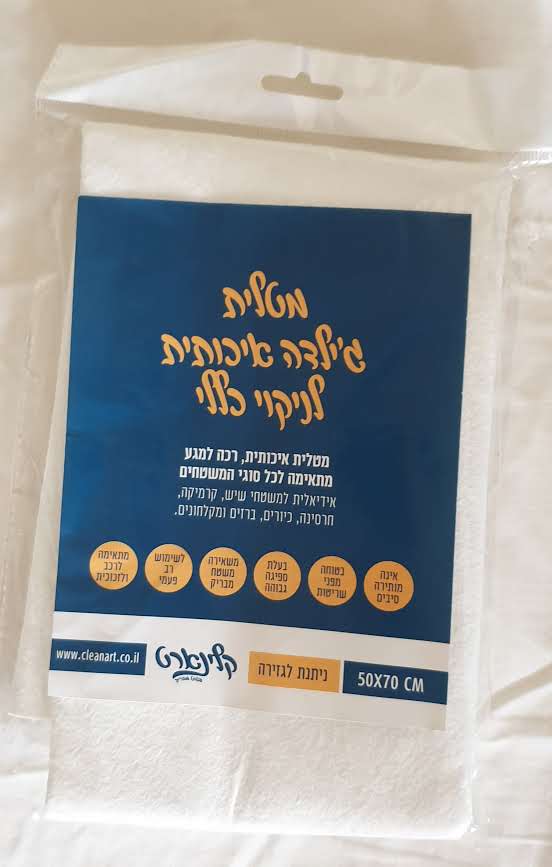 מטלית
ג'ילדה איכותית
לניקוי כללי
מטלית איכותית, רכה למגע
מתאימה לכל סוגי המשטחים
אידיאלית למשטחי שיש, קרמיקה,
חרסינה, כיורים, ברזים ומקלחונים.
אינה
מותירה
סיבים
בטוחה
מפני
שריטות
בעלת
ספיגה
גבוהה
משאירה
משטח
מבריק
לשימוש
רב
פעמי
מתאימה
לרכב
ולזכוכית
50X70 CM
ניתנת לגזירה
קלינארט
www.cleanart.co.il